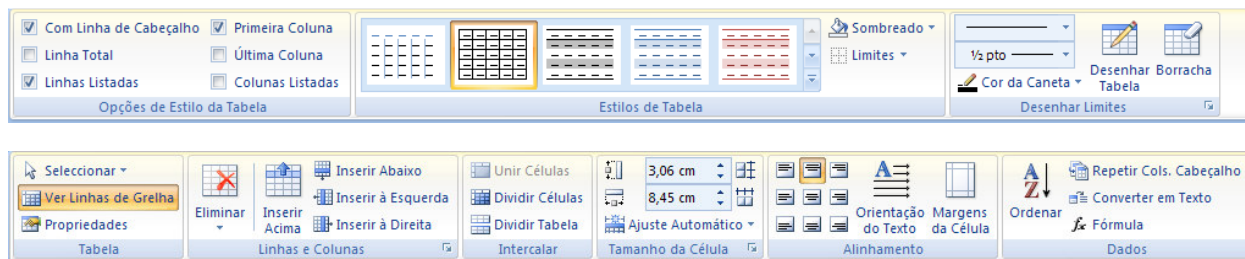 Com Linha de Cabeçalho Primeira Coluna
Linha Total Última Coluna
Linhas Listadas Colunas Listadas
Opções de Estilo da Tabela
Sombreado
Limites
Estilos de Tabela
½ pto
Cor da Caneta
Desenhar
Tabela
Borracha
Desenhar Limites
Seleccionar
Ver Linhas de Grelha
Propriedades
Tabela
Eliminar
Inserir
Acima
Inserir Abaixo
Inserir à Esquerda
Inserir à Direita
Linhas e Colunas
Unir Células
Dividir Células
Dividir Tabela
Intercalar
3,06 cm
8,45 cm
Ajuste Automático
Tamanho da Célula
Orientação
do Texto
Margens
da Célula
Alinhamento
A
Z
Ordenar
Repetir Cols. Cabeçalho
Converter em Texto
fx Fórmula
Dados